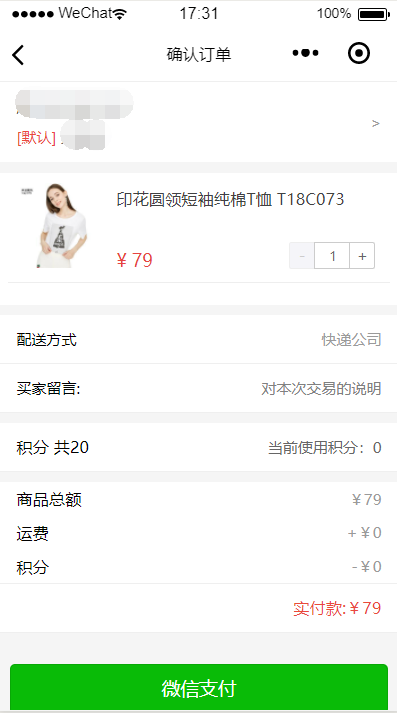 WeChat 17:31 100%
确认订单
[默认]
>
印花圆领短袖纯棉T恤 T18C073
¥ 79 - 1 +
配送方式 快递公司
买家留言: 对本次交易的说明
积分 共20 当前使用积分：0
商品总额 ¥79
运费 +¥0
积分 -¥0
实付款:¥79
微信支付